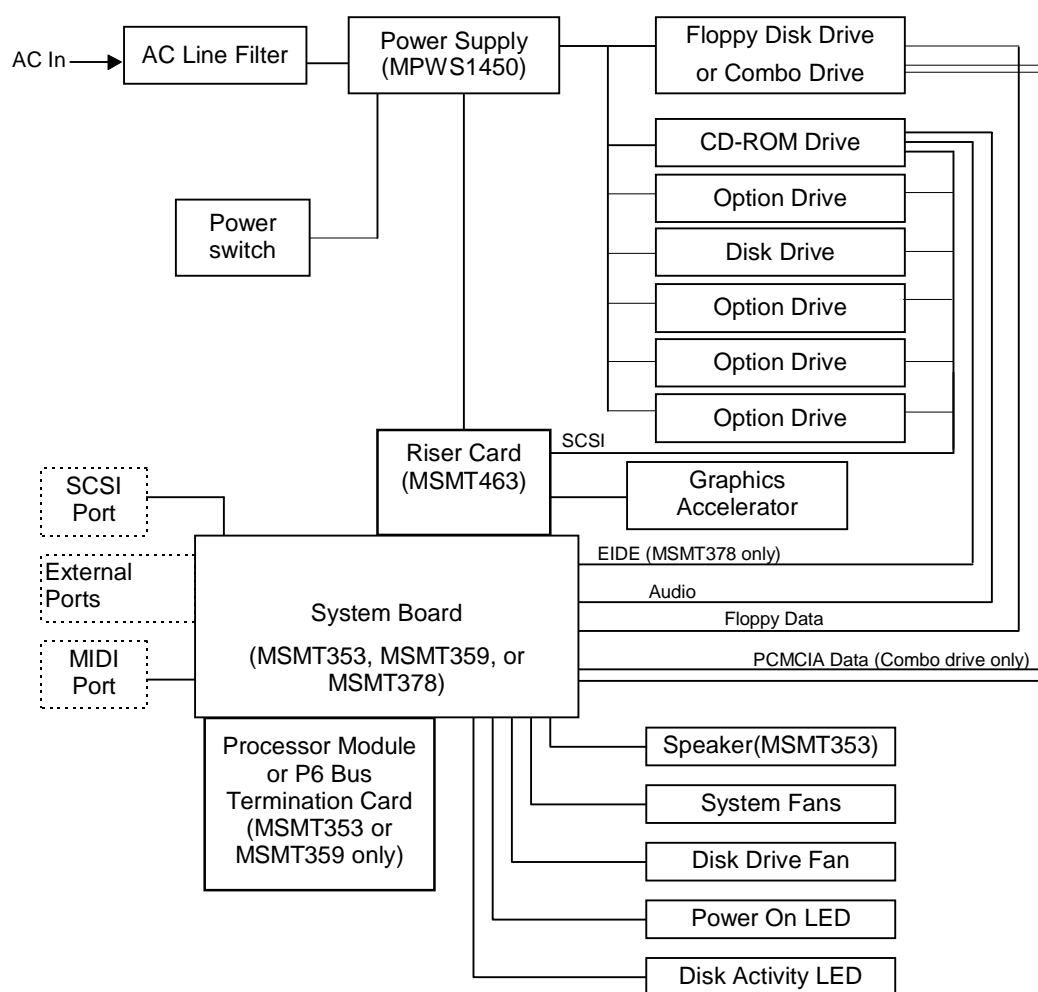 AC In
AC Line Filter
Power Supply
(MPWS1450)
Floppy Disk Drive
or Combo Drive
CD-ROM Drive
Option Drive
Power
switch
Disk Drive
Option Drive
Option Drive
Option Drive
SCSI
Riser Card
(MSMT463)
Graphics
Accelerator
SCSI
Port
External
Ports
MIDI
Port
System Board
(MSMT353, MSMT359, or
MSMT378)
EIDE (MSMT378 only)
Audio
Floppy Data
PCMCIA Data (Combo drive only)
Processor Module
or P6 Bus
Termination Card
(MSMT353 or
MSMT359 only)
Speaker(MSMT353)
System Fans
Disk Drive Fan
Power On LED
Disk Activity LED